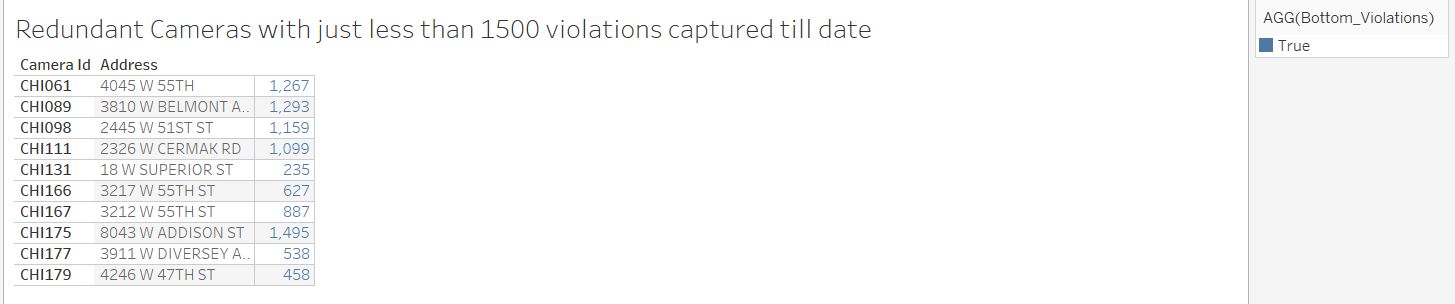 Redundant Cameras with just less than 1500 violations captured till date
Camera Id Address
CHI061 4045 W 55TH 1,267
CHI089 3810 W BELMONT A.. 1,293
CHI098 2445 W 51ST ST 1,159
CHI111 2326 W CERMAK RD 1,099
CHI131 18 W SUPERIOR ST 235
CHI166 3217 W 55TH ST 627
CHI167 3212 W 55TH ST 887
CHI175 8043 W ADDISON ST 1,495
CHI177 3911 W DIVERSEY A.. 538
CHI179 4246 W 47TH ST 458
AGG(Bottom_Violations)
True